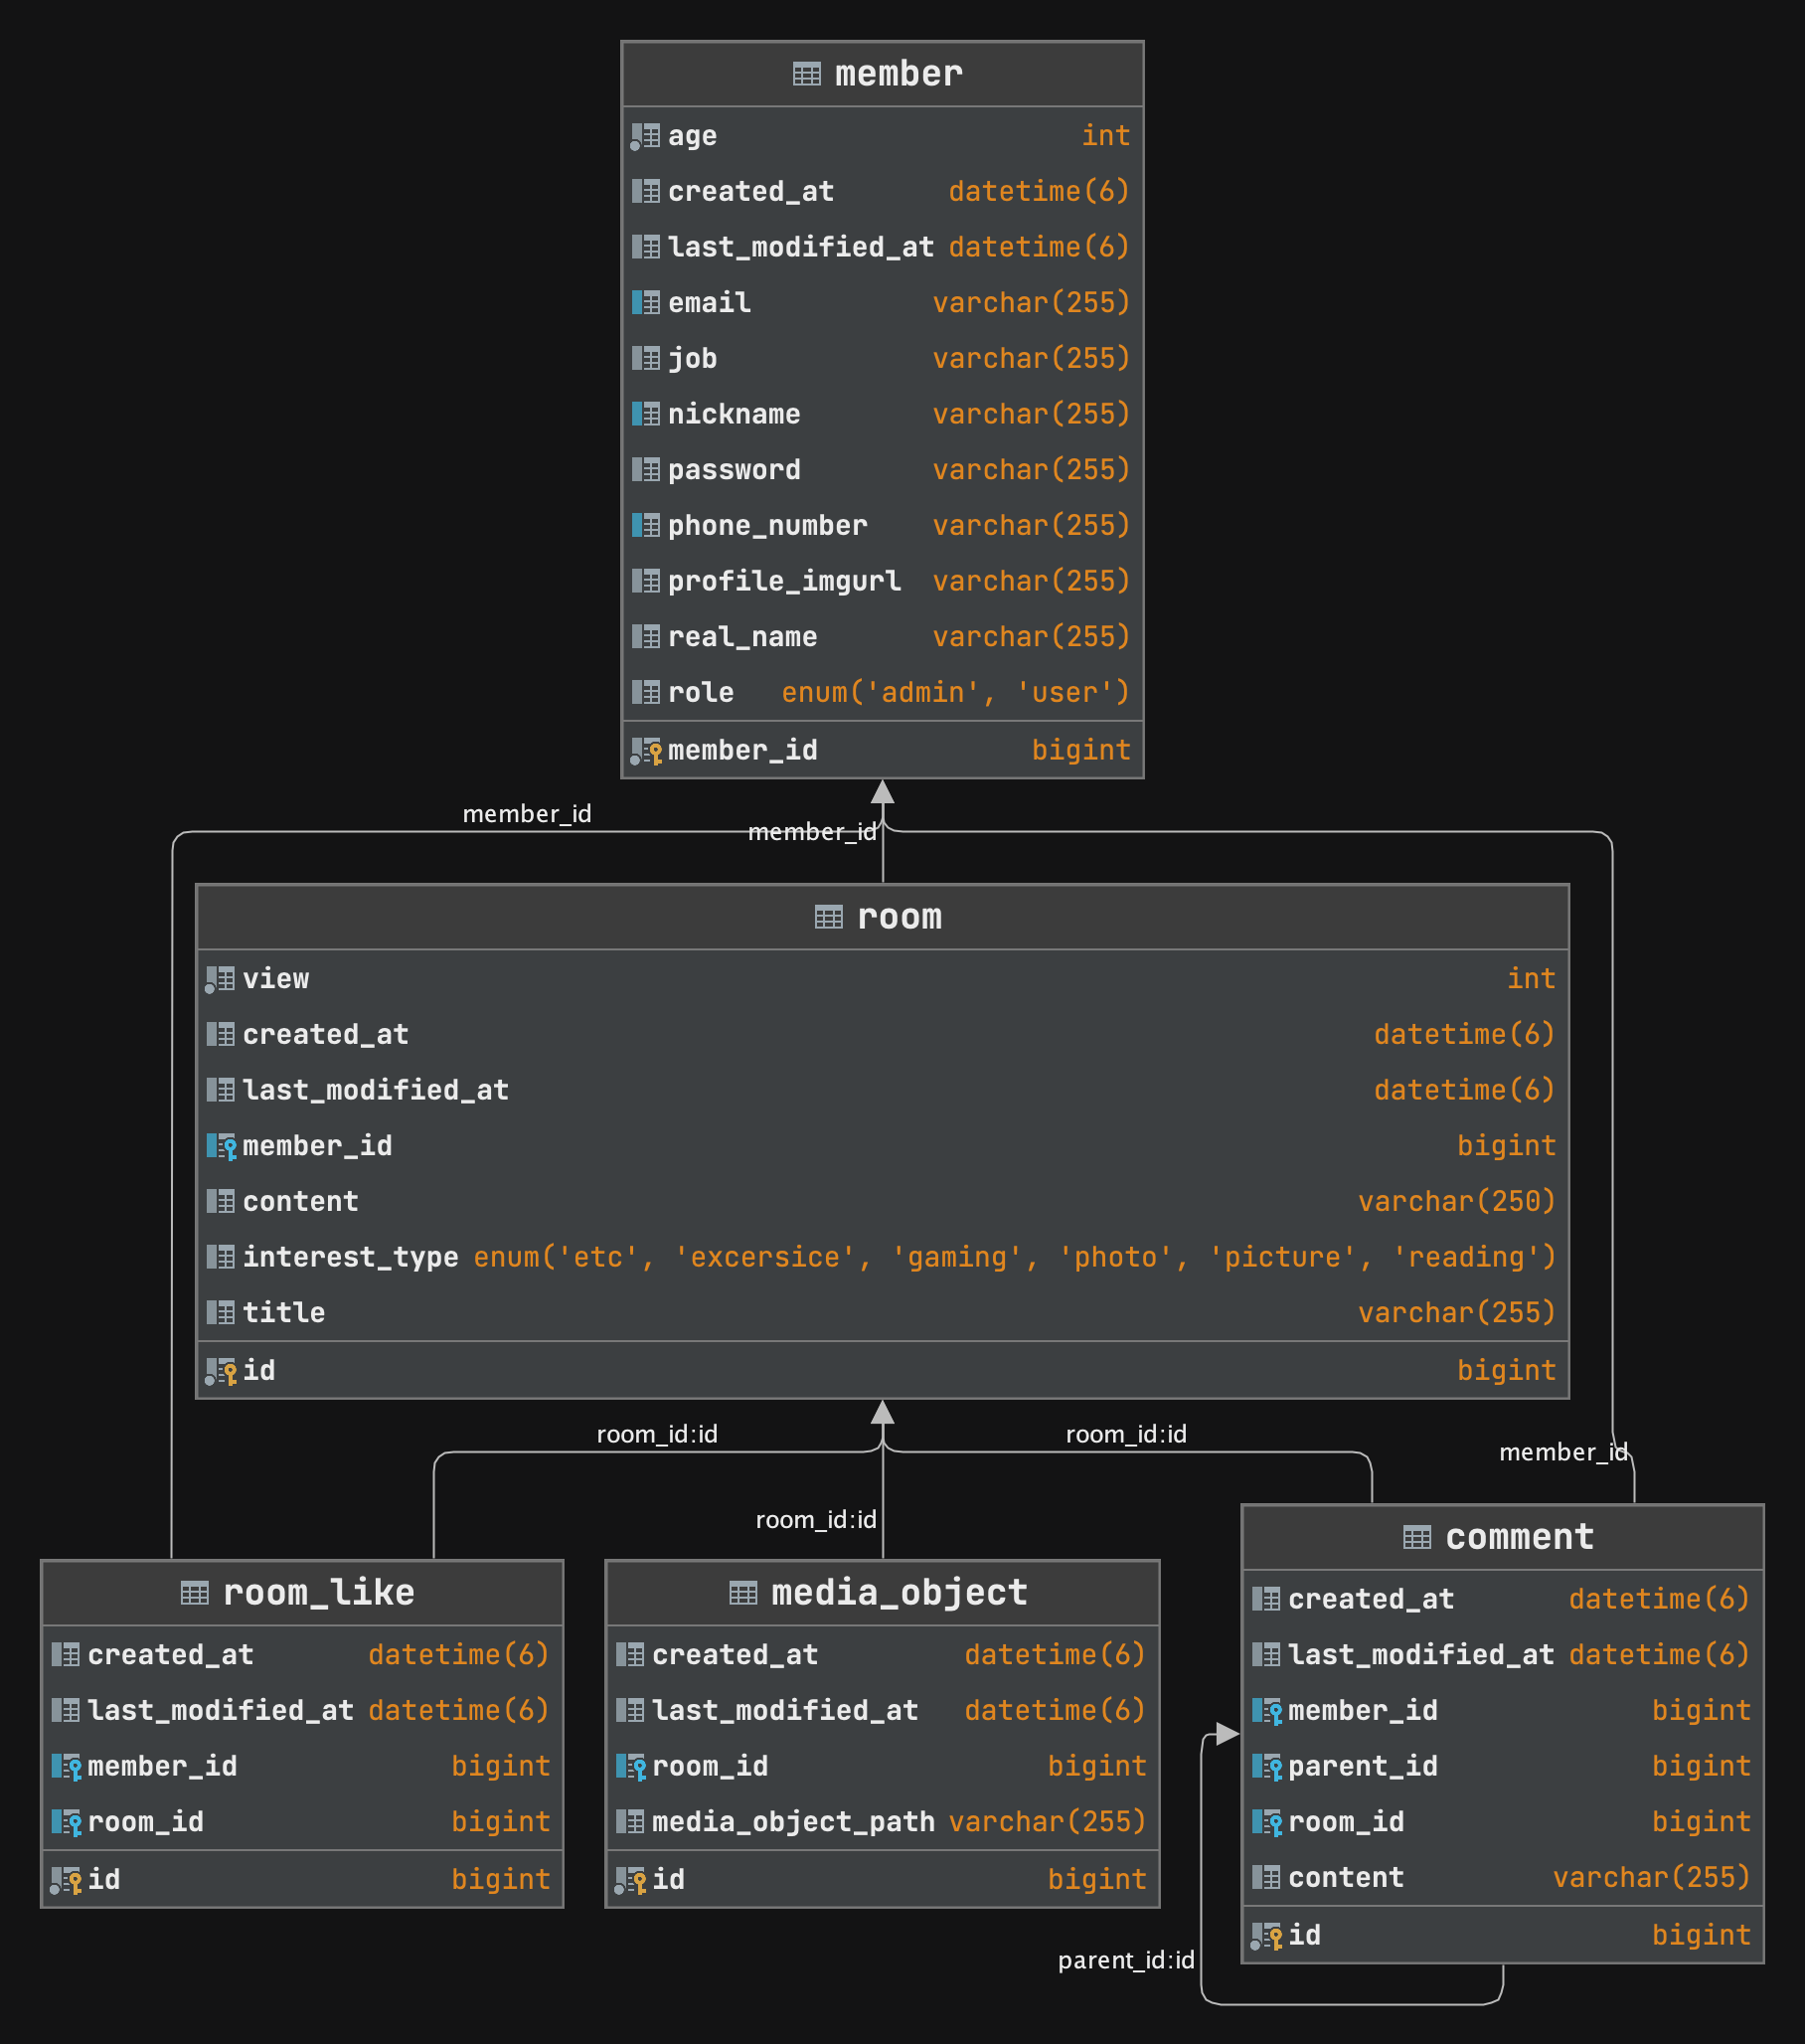 member
age int
created_at datetime(6)
last_modified_at datetime(6)
email varchar(255)
job varchar(255)
nickname varchar(255)
password varchar(255)
phone_number varchar(255)
profile_imgurl varchar(255)
real_name varchar(255)
role enum('admin', 'user')
member_id bigint
member_id
member_id
room
view int
created_at datetime(6)
last_modified_at datetime(6)
member_id bigint
content varchar(250)
interest_type enum('etc', 'excersice', 'gaming', 'photo', 'picture', 'reading')
title varchar(255)
id bigint
room_id:id
room_id:id
member_id
room_id:id
room_like
created_at datetime(6)
last_modified_at datetime(6)
member_id bigint
room_id bigint
id bigint
media_object
created_at datetime(6)
last_modified_at datetime(6)
room_id bigint
media_object_path varchar(255)
id bigint
comment
created_at datetime(6)
last_modified_at datetime(6)
member_id bigint
parent_id bigint
room_id bigint
content varchar(255)
id bigint
parent_id:id